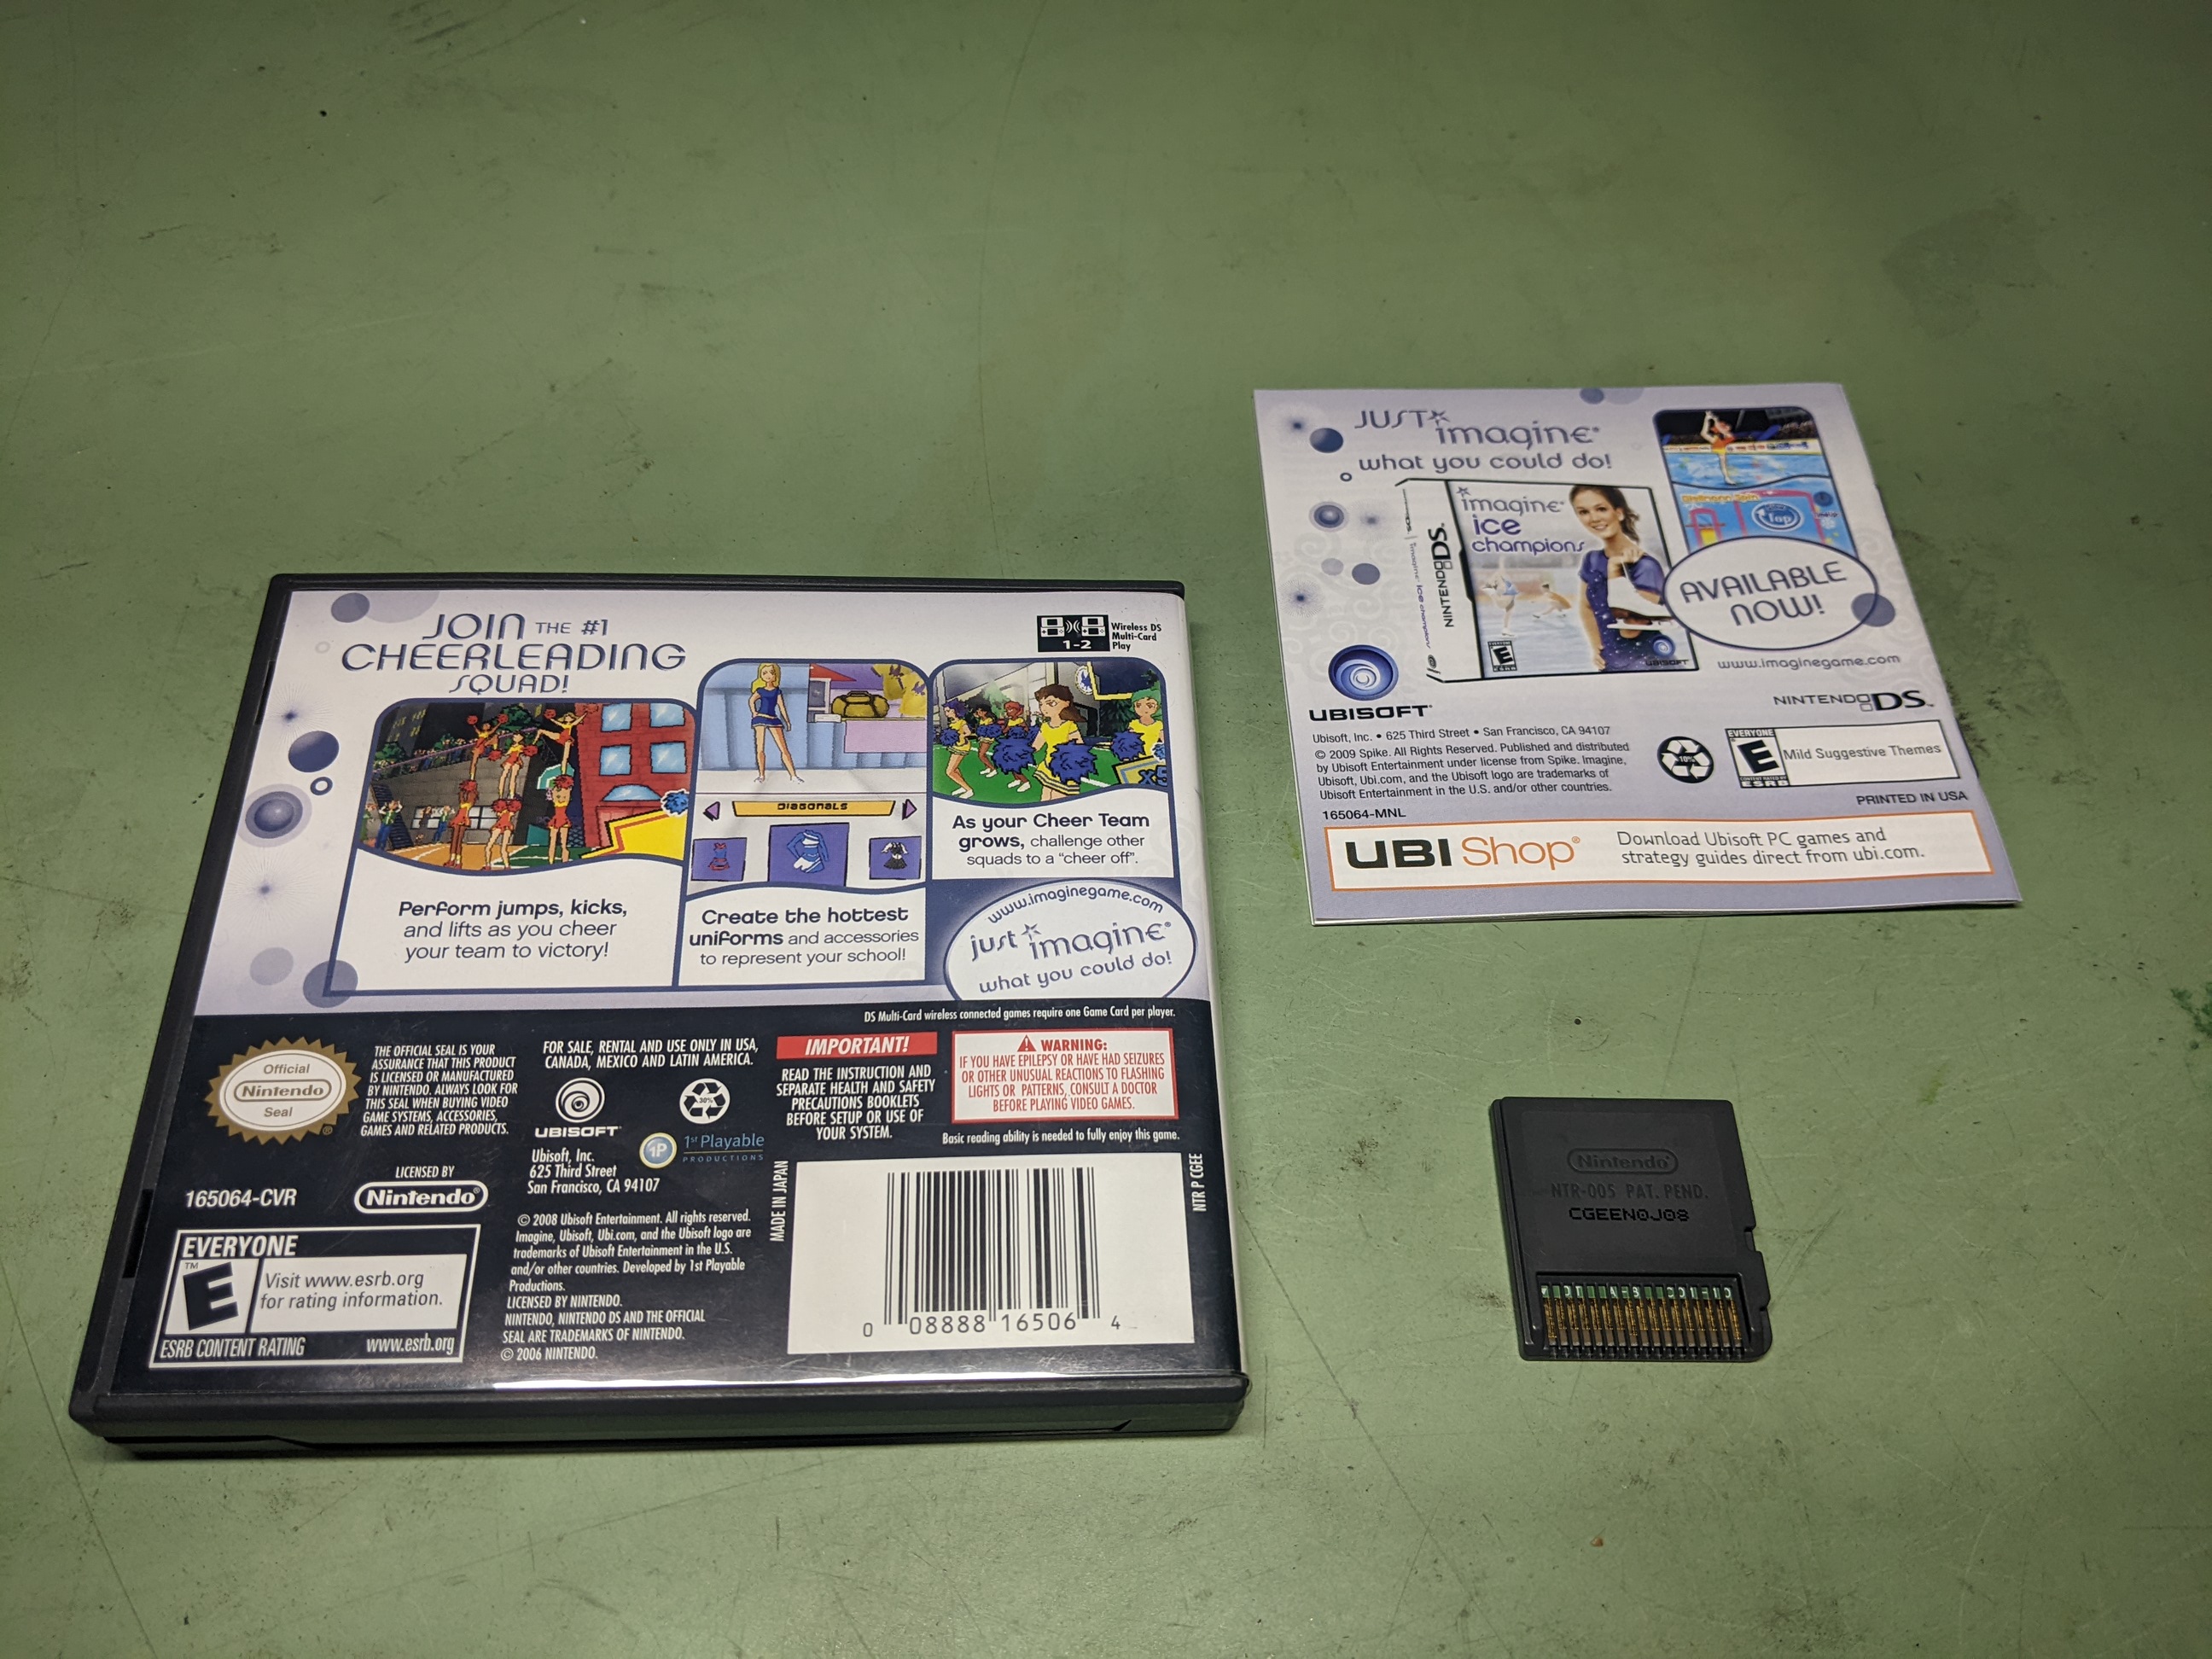 JOIN THE #1
CHEERLEADING
SQUAD!
1-2
Wireless DS
Multi-Card
Play
DIAGONALS
X5
Perform jumps, kicks,
and lifts as you cheer
your team to victory!
Create the hottest
uniforms and accessories
to represent your school!
As your Cheer Team
grows, challenge other
squads to a "cheer off".
www.imaginegame.com
just imagine®
what you could do!
DS Multi-Card wireless connected games require one Game Card per player.
Official
Nintendo
Seal
®
THE OFFICIAL SEAL IS YOUR
ASSURANCE THAT THIS PRODUCT
IS LICENSED OR MANUFACTURED
BY NINTENDO. ALWAYS LOOK FOR
THIS SEAL WHEN BUYING VIDEO
GAME SYSTEMS, ACCESSORIES,
GAMES AND RELATED PRODUCTS.
FOR SALE, RENTAL AND USE ONLY IN USA,
CANADA, MEXICO AND LATIN AMERICA.
30%
UBISOFT
Ubisoft, Inc.
625 Third Street
San Francisco, CA 94107
1P
1st Playable
PRODUCTIONS
IMPORTANT!
READ THE INSTRUCTION AND
SEPARATE HEALTH AND SAFETY
PRECAUTIONS BOOKLETS
BEFORE SETUP OR USE OF
YOUR SYSTEM.
WARNING:
IF YOU HAVE EPILEPSY OR HAVE HAD SEIZURES
OR OTHER UNUSUAL REACTIONS TO FLASHING
LIGHTS OR PATTERNS, CONSULT A DOCTOR
BEFORE PLAYING VIDEO GAMES.
Basic reading ability is needed to fully enjoy this game.
165064-CVR
LICENSED BY
Nintendo®
EVERYONE
E
TM
Visit www.esrb.org
for rating information.
ESRB CONTENT RATING www.esrb.org
© 2008 Ubisoft Entertainment. All rights reserved.
Imagine, Ubisoft, Ubi.com, and the Ubisoft logo are
trademarks of Ubisoft Entertainment in the U.S.
and/or other countries. Developed by 1st Playable
Productions.
LICENSED BY NINTENDO.
NINTENDO, NINTENDO DS AND THE OFFICIAL
SEAL ARE TRADEMARKS OF NINTENDO.
© 2006 NINTENDO.
MADE IN JAPAN
NTR P CGEE
0 08888 16506 4
JUST imagine®
what you could do!
NINTENDO DS
imagine®
ice
champions
E
UBISOFT
AVAILABLE
NOW!
www.imaginegame.com
NINTENDO DS
UBISOFT
Ubisoft, Inc. • 625 Third Street • San Francisco, CA 94107
© 2009 Spike. All Rights Reserved. Published and distributed
by Ubisoft Entertainment under license from Spike. Imagine,
Ubisoft, Ubi.com, and the Ubisoft logo are trademarks of
Ubisoft Entertainment in the U.S. and/or other countries.
10%
EVERYONE
E
CONTENT RATED BY
ESRB
Mild Suggestive Themes
165064-MNL
PRINTED IN USA
UBI Shop®
Download Ubisoft PC games and
strategy guides direct from ubi.com.
Nintendo
NTR-005 PAT. PEND.
CGEEN0J08